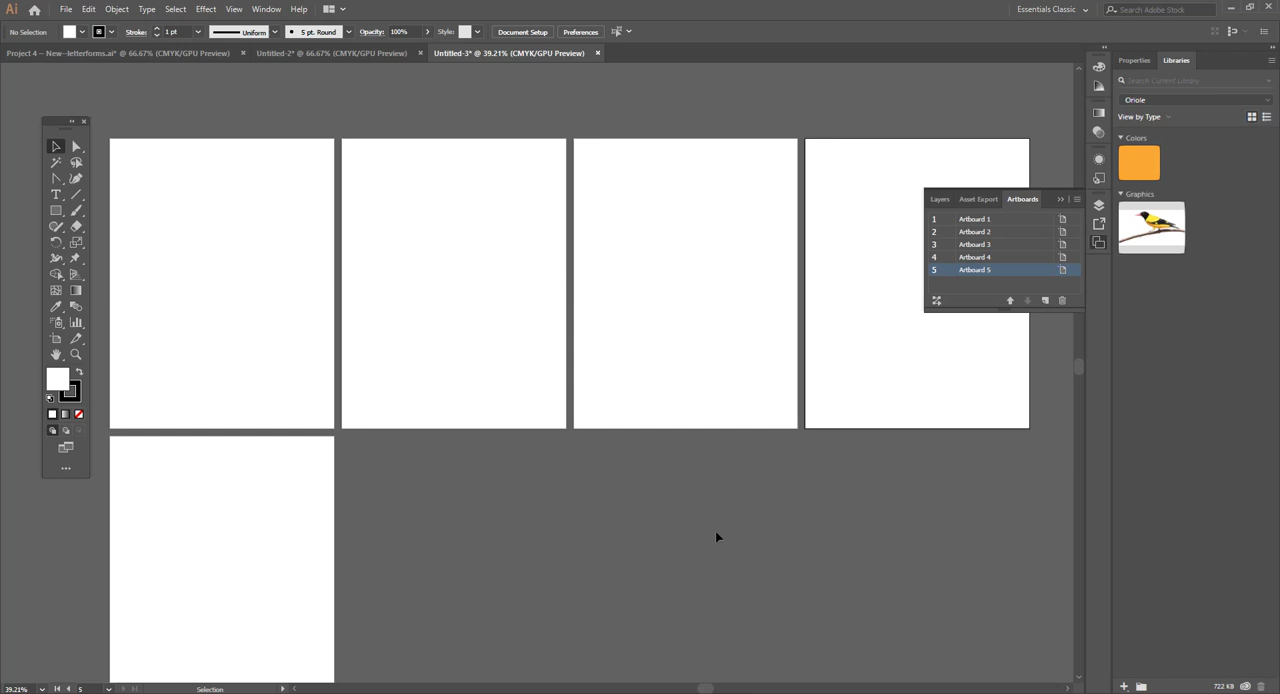 Ai File Edit Object Type Select Effect View Window Help Essentials Classic Search Adobe Stock
No Selection Stroke: 1 pt Uniform 5 pt. Round Opacity: 100% Style: Document Setup Preferences
Project 4 -- New--letterforms.ai* @ 66.67% (CMYK/GPU Preview) × Untitled-2* @ 66.67% (CMYK/GPU Preview) × Untitled-3* @ 39.21% (CMYK/GPU Preview) ×
Properties Libraries
Search Current Library
Oriole
View by Type
Colors
Graphics
Layers Asset Export Artboards
1 Artboard 1
2 Artboard 2
3 Artboard 3
4 Artboard 4
5 Artboard 5
39.21% 5 Selection
722 KB